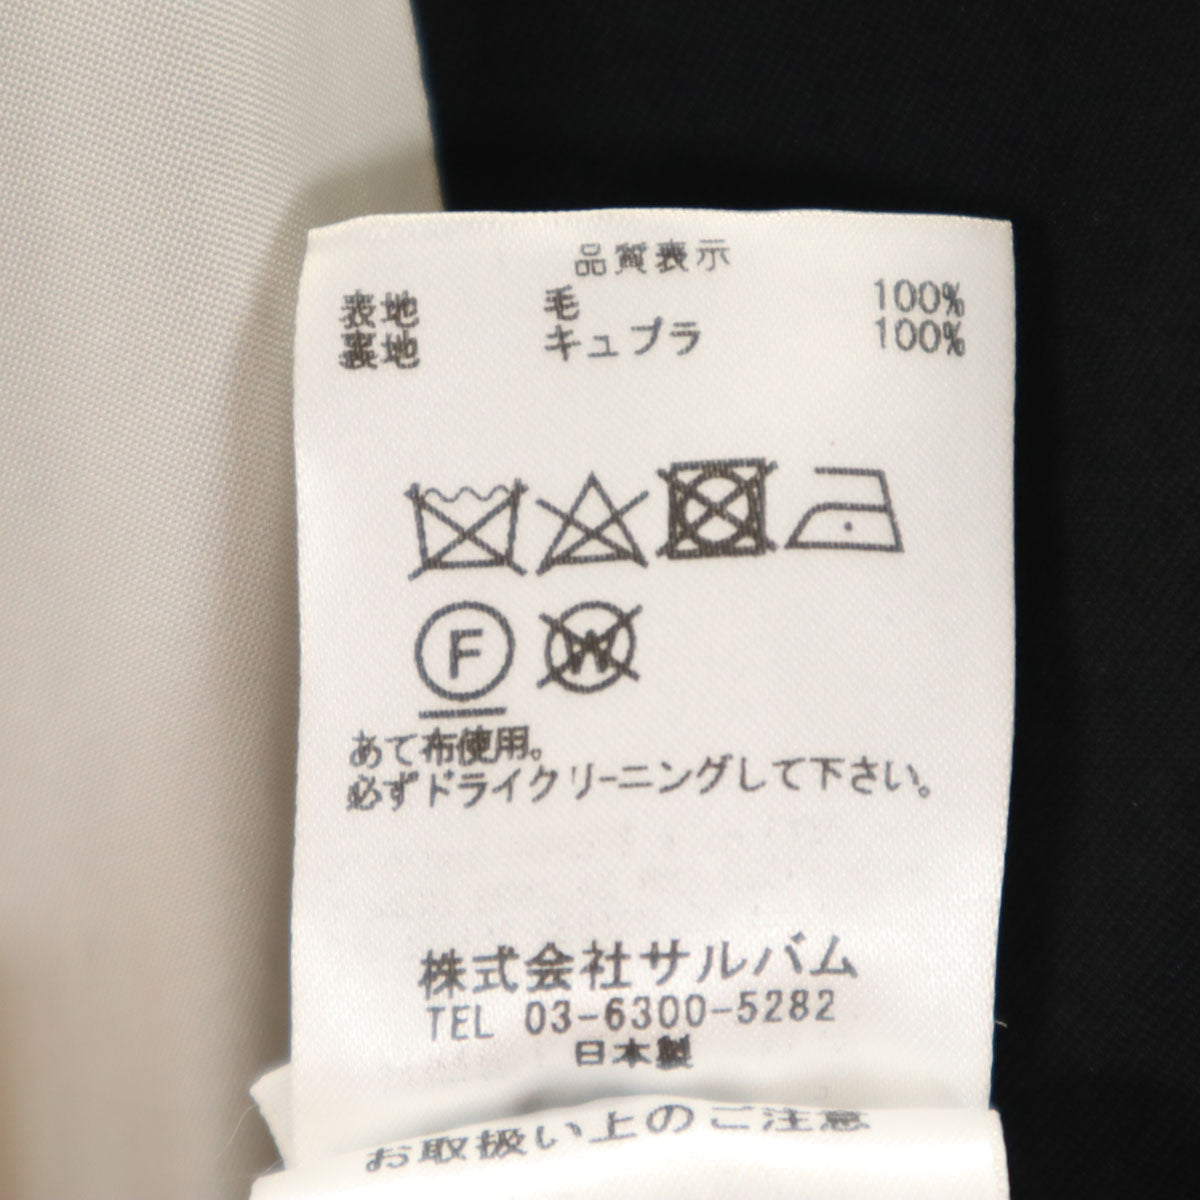 品質表示
表地 毛 100%
裏地 キュプラ 100%
F W
あて布使用。
必ずドライクリーニングして下さい。
株式会社サルバム
TEL 03-6300-5282
日本製
お取扱い上のご注意